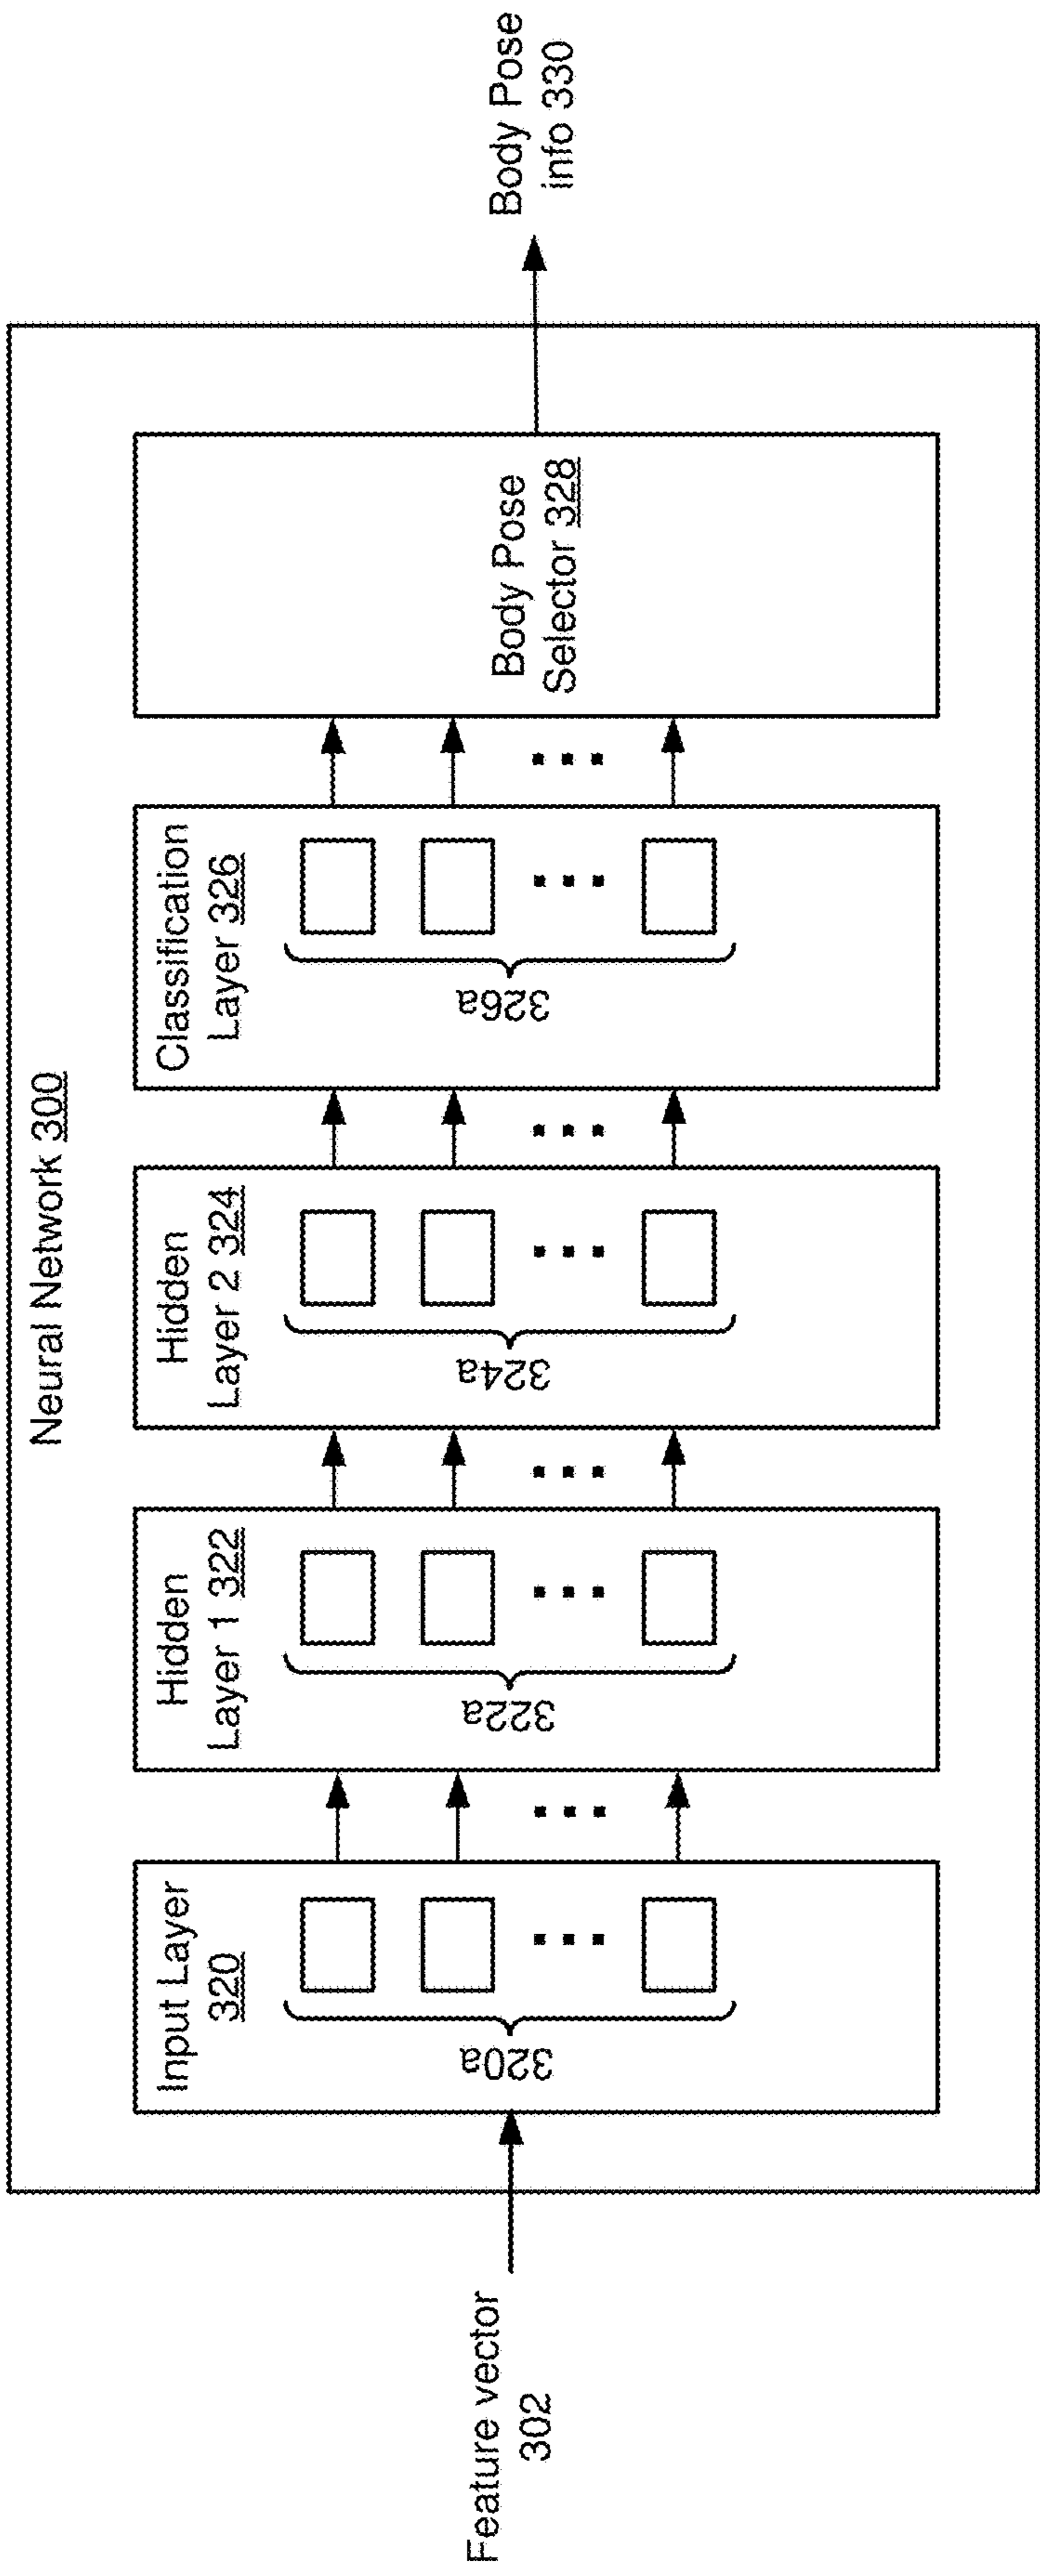 Neural Network 300
Feature vector
302
Input Layer
320
320a
Hidden
Layer 1 322
322a
Hidden
Layer 2 324
324a
Classification
Layer 326
326a
Body Pose
Selector 328
Body Pose
info 330